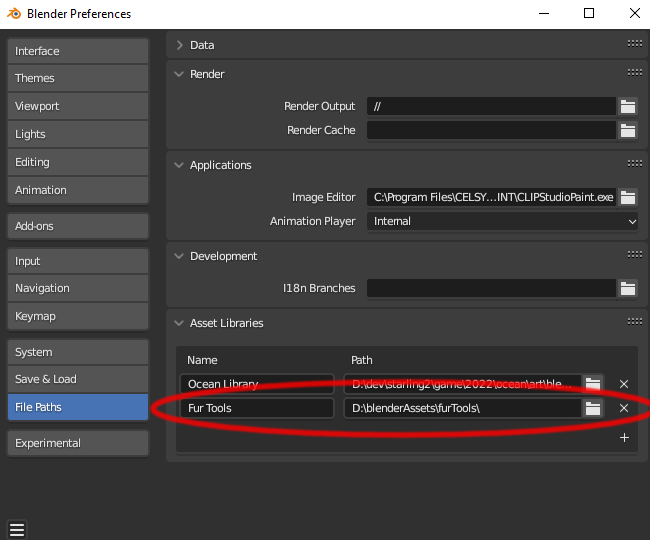 Blender Preferences
Interface
Themes
Viewport
Lights
Editing
Animation
Add-ons
Input
Navigation
Keymap
System
Save & Load
File Paths
Experimental
Data
Render
Render Output //
Render Cache
Applications
Image Editor C:\Program Files\CELSY...INT\CLIPStudioPaint.exe
Animation Player Internal
Development
I18n Branches
Asset Libraries
Name Path
Ocean Library D:\dev\starling2\game\2022\ocean\art\ble...
Fur Tools D:\blenderAssets\furTools\